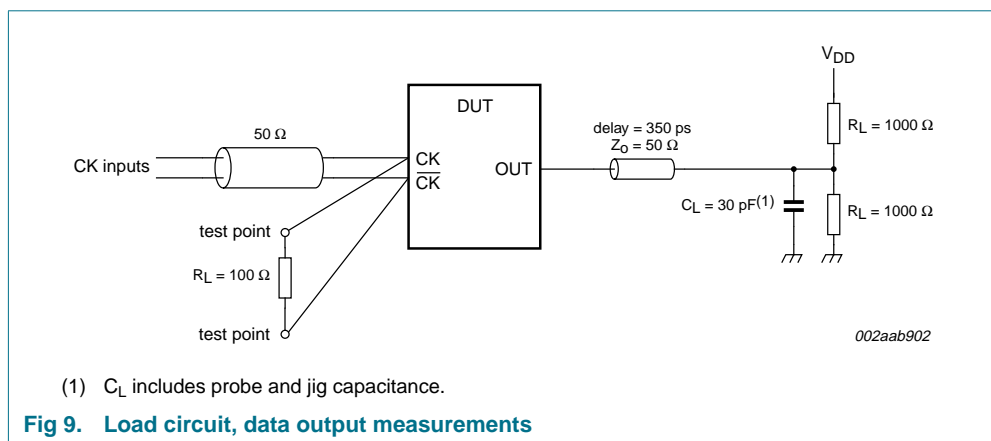 V_DD
DUT
50 Ω
delay = 350 ps
Z_o = 50 Ω
R_L = 1000 Ω
CK inputs
CK
C̅K̅
OUT
C_L = 30 pF(1)
R_L = 1000 Ω
test point
R_L = 100 Ω
test point
002aab902
(1) C_L includes probe and jig capacitance.
Fig 9. Load circuit, data output measurements